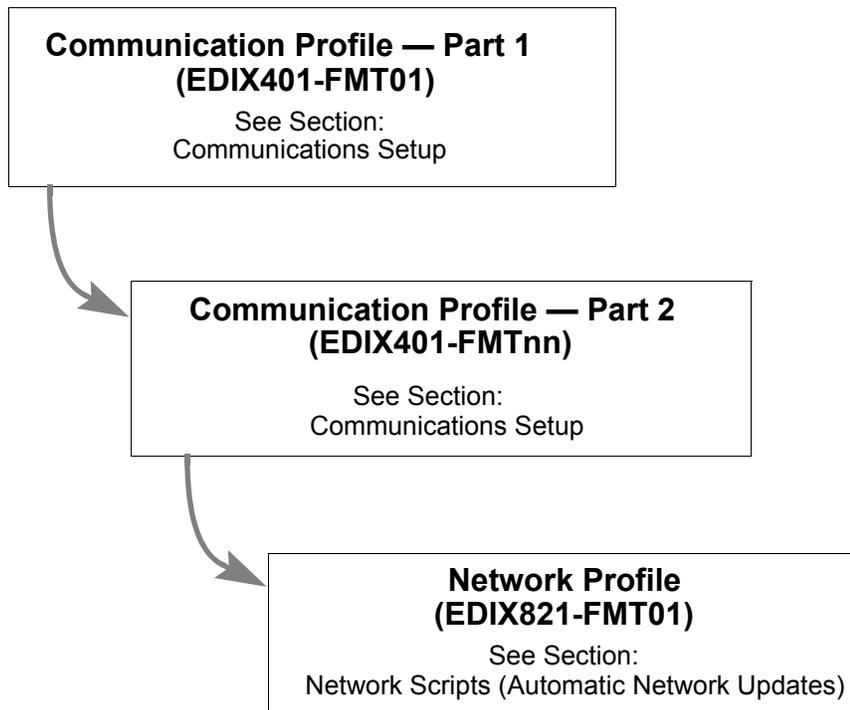 Communication Profile — Part 1
(EDIX401-FMT01)
See Section:
Communications Setup
Communication Profile — Part 2
(EDIX401-FMTnn)
See Section:
Communications Setup
Network Profile
(EDIX821-FMT01)
See Section:
Network Scripts (Automatic Network Updates)